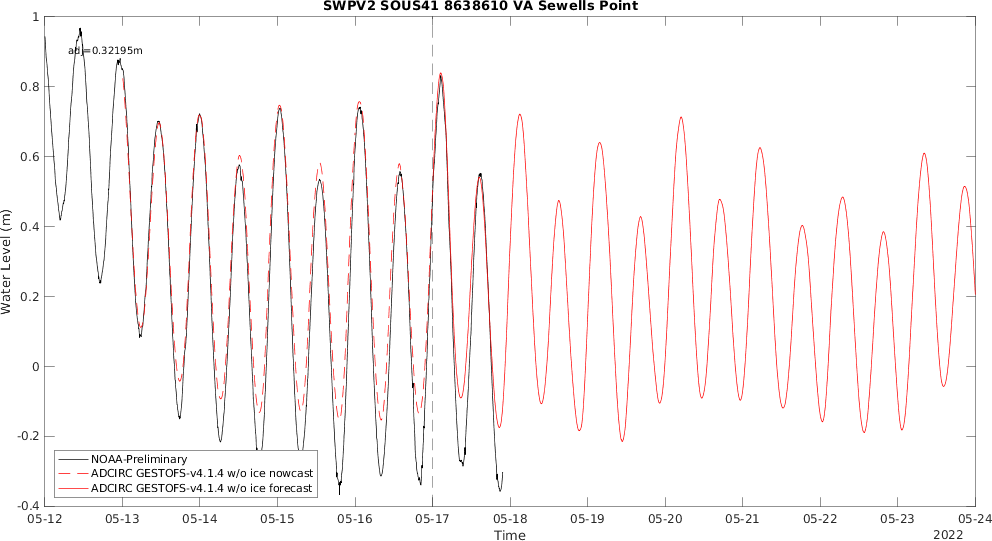 SWPV2 SOUS41 8638610 VA Sewells Point
adj=0.32195m
1
0.8
0.6
0.4
0.2
0
-0.2
-0.4
Water Level (m)
NOAA-Preliminary
ADCIRC GESTOFS-v4.1.4 w/o ice nowcast
ADCIRC GESTOFS-v4.1.4 w/o ice forecast
05-12 05-13 05-14 05-15 05-16 05-17 05-18 05-19 05-20 05-21 05-22 05-23 05-24
Time
2022